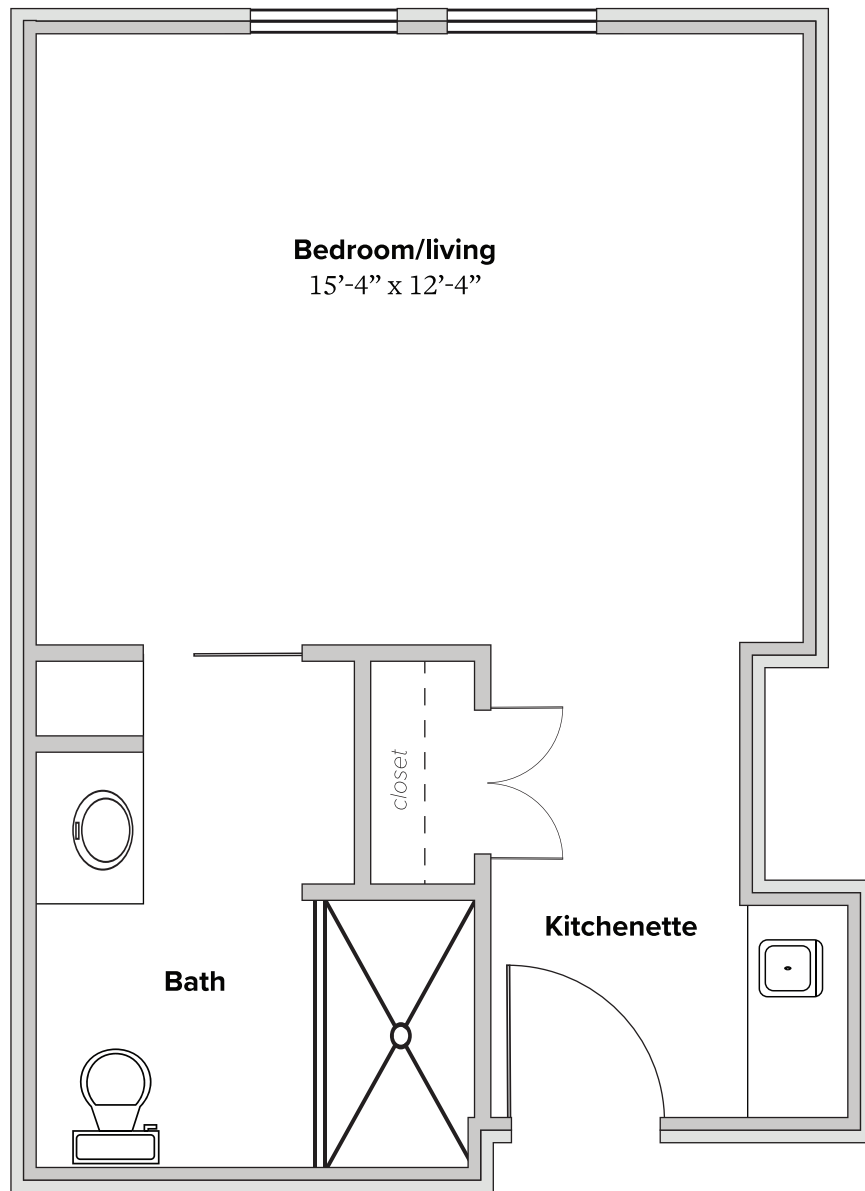 Bedroom/living
15’-4” x 12’-4”
closet
Kitchenette
Bath